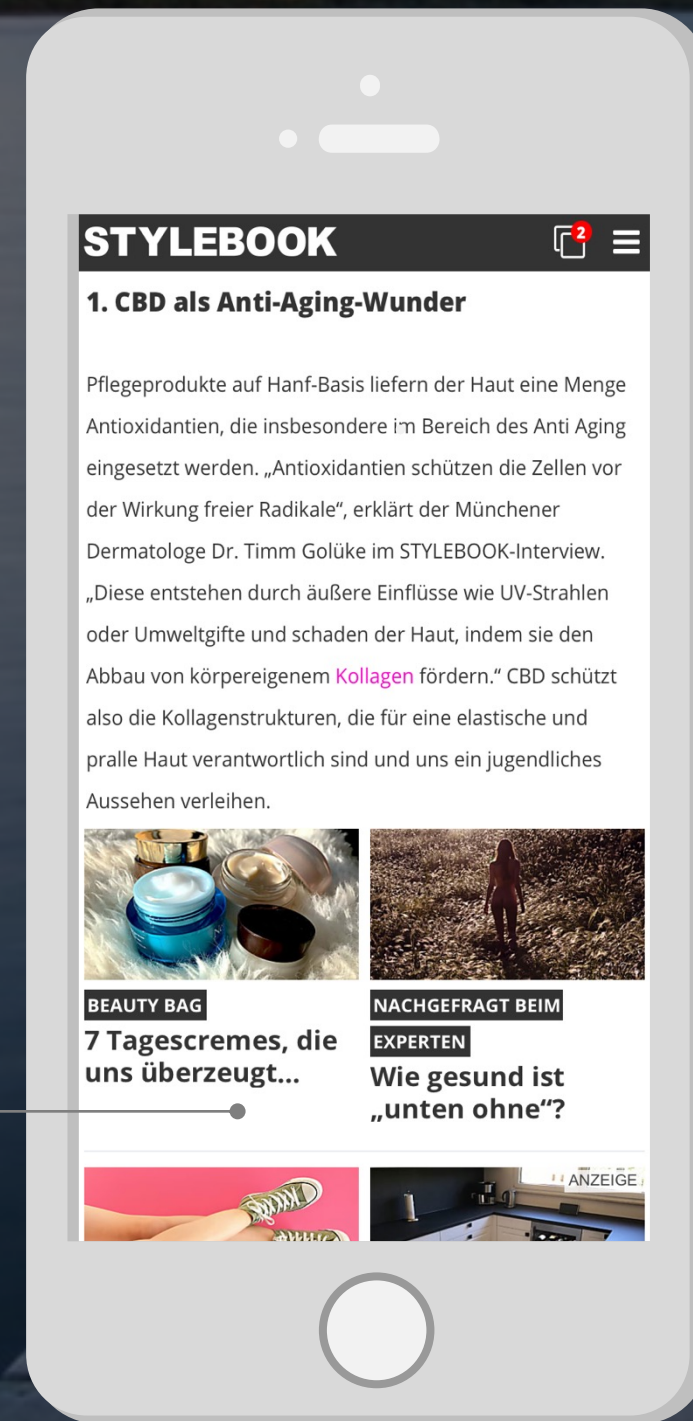 STYLEBOOK
2
1. CBD als Anti-Aging-Wunder
Pflegeprodukte auf Hanf-Basis liefern der Haut eine Menge
Antioxidantien, die insbesondere im Bereich des Anti Aging
eingesetzt werden. „Antioxidantien schützen die Zellen vor
der Wirkung freier Radikale“, erklärt der Münchener
Dermatologe Dr. Timm Golüke im STYLEBOOK-Interview.
„Diese entstehen durch äußere Einflüsse wie UV-Strahlen
oder Umweltgifte und schaden der Haut, indem sie den
Abbau von körpereigenem Kollagen fördern.“ CBD schützt
also die Kollagenstrukturen, die für eine elastische und
pralle Haut verantwortlich sind und uns ein jugendliches
Aussehen verleihen.
BEAUTY BAG
7 Tagescremes, die
uns überzeugt...
NACHGEFRAGT BEIM
EXPERTEN
Wie gesund ist
„unten ohne“?
ANZEIGE